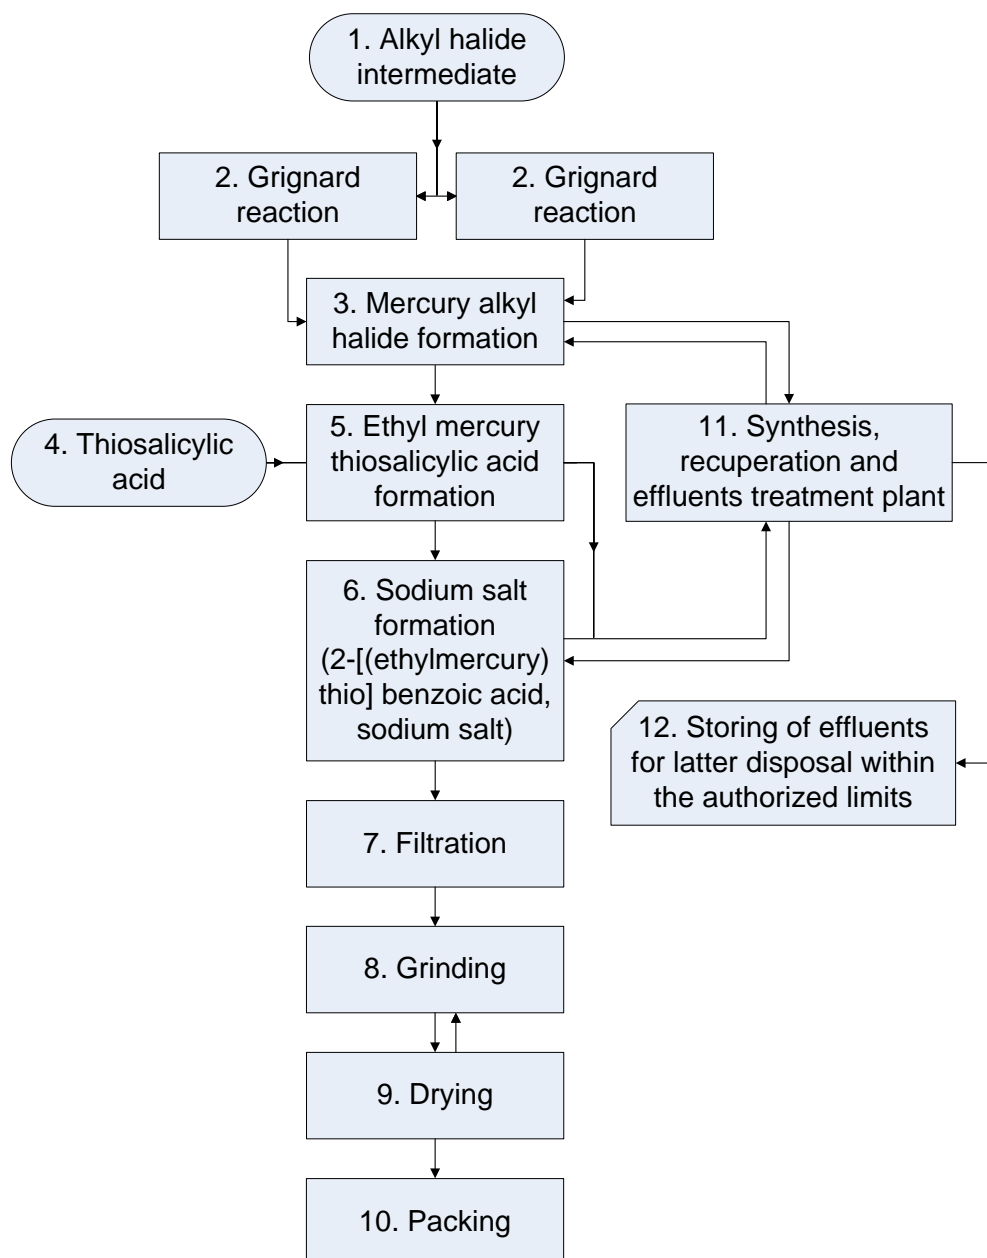 1. Alkyl halide
intermediate
2. Grignard
reaction
2. Grignard
reaction
3. Mercury alkyl
halide formation
4. Thiosalicylic
acid
5. Ethyl mercury
thiosalicylic acid
formation
11. Synthesis,
recuperation and
effluents treatment plant
6. Sodium salt
formation
(2-[(ethylmercury)
thio] benzoic acid,
sodium salt)
12. Storing of effluents
for latter disposal within
the authorized limits
7. Filtration
8. Grinding
9. Drying
10. Packing